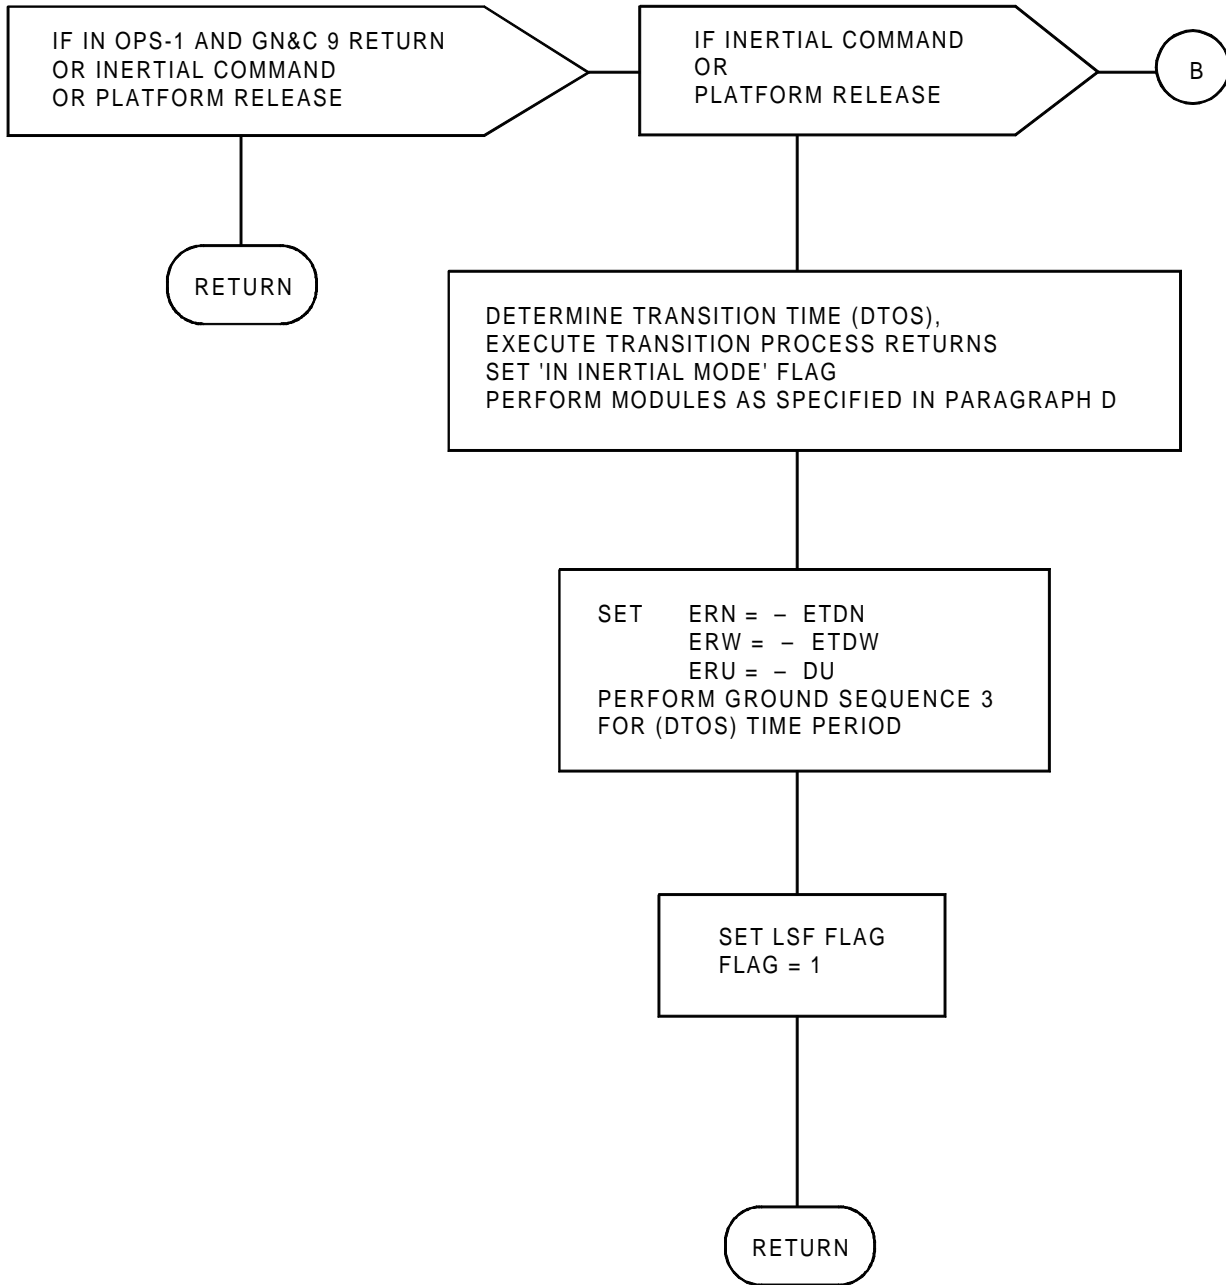 IF IN OPS-1 AND GN&C 9 RETURN
OR INERTIAL COMMAND
OR PLATFORM RELEASE
IF INERTIAL COMMAND
OR
PLATFORM RELEASE
B
RETURN
DETERMINE TRANSITION TIME (DTOS),
EXECUTE TRANSITION PROCESS RETURNS
SET 'IN INERTIAL MODE' FLAG
PERFORM MODULES AS SPECIFIED IN PARAGRAPH D
SET ERN = – ETDN
ERW = – ETDW
ERU = – DU
PERFORM GROUND SEQUENCE 3
FOR (DTOS) TIME PERIOD
SET LSF FLAG
FLAG = 1
RETURN